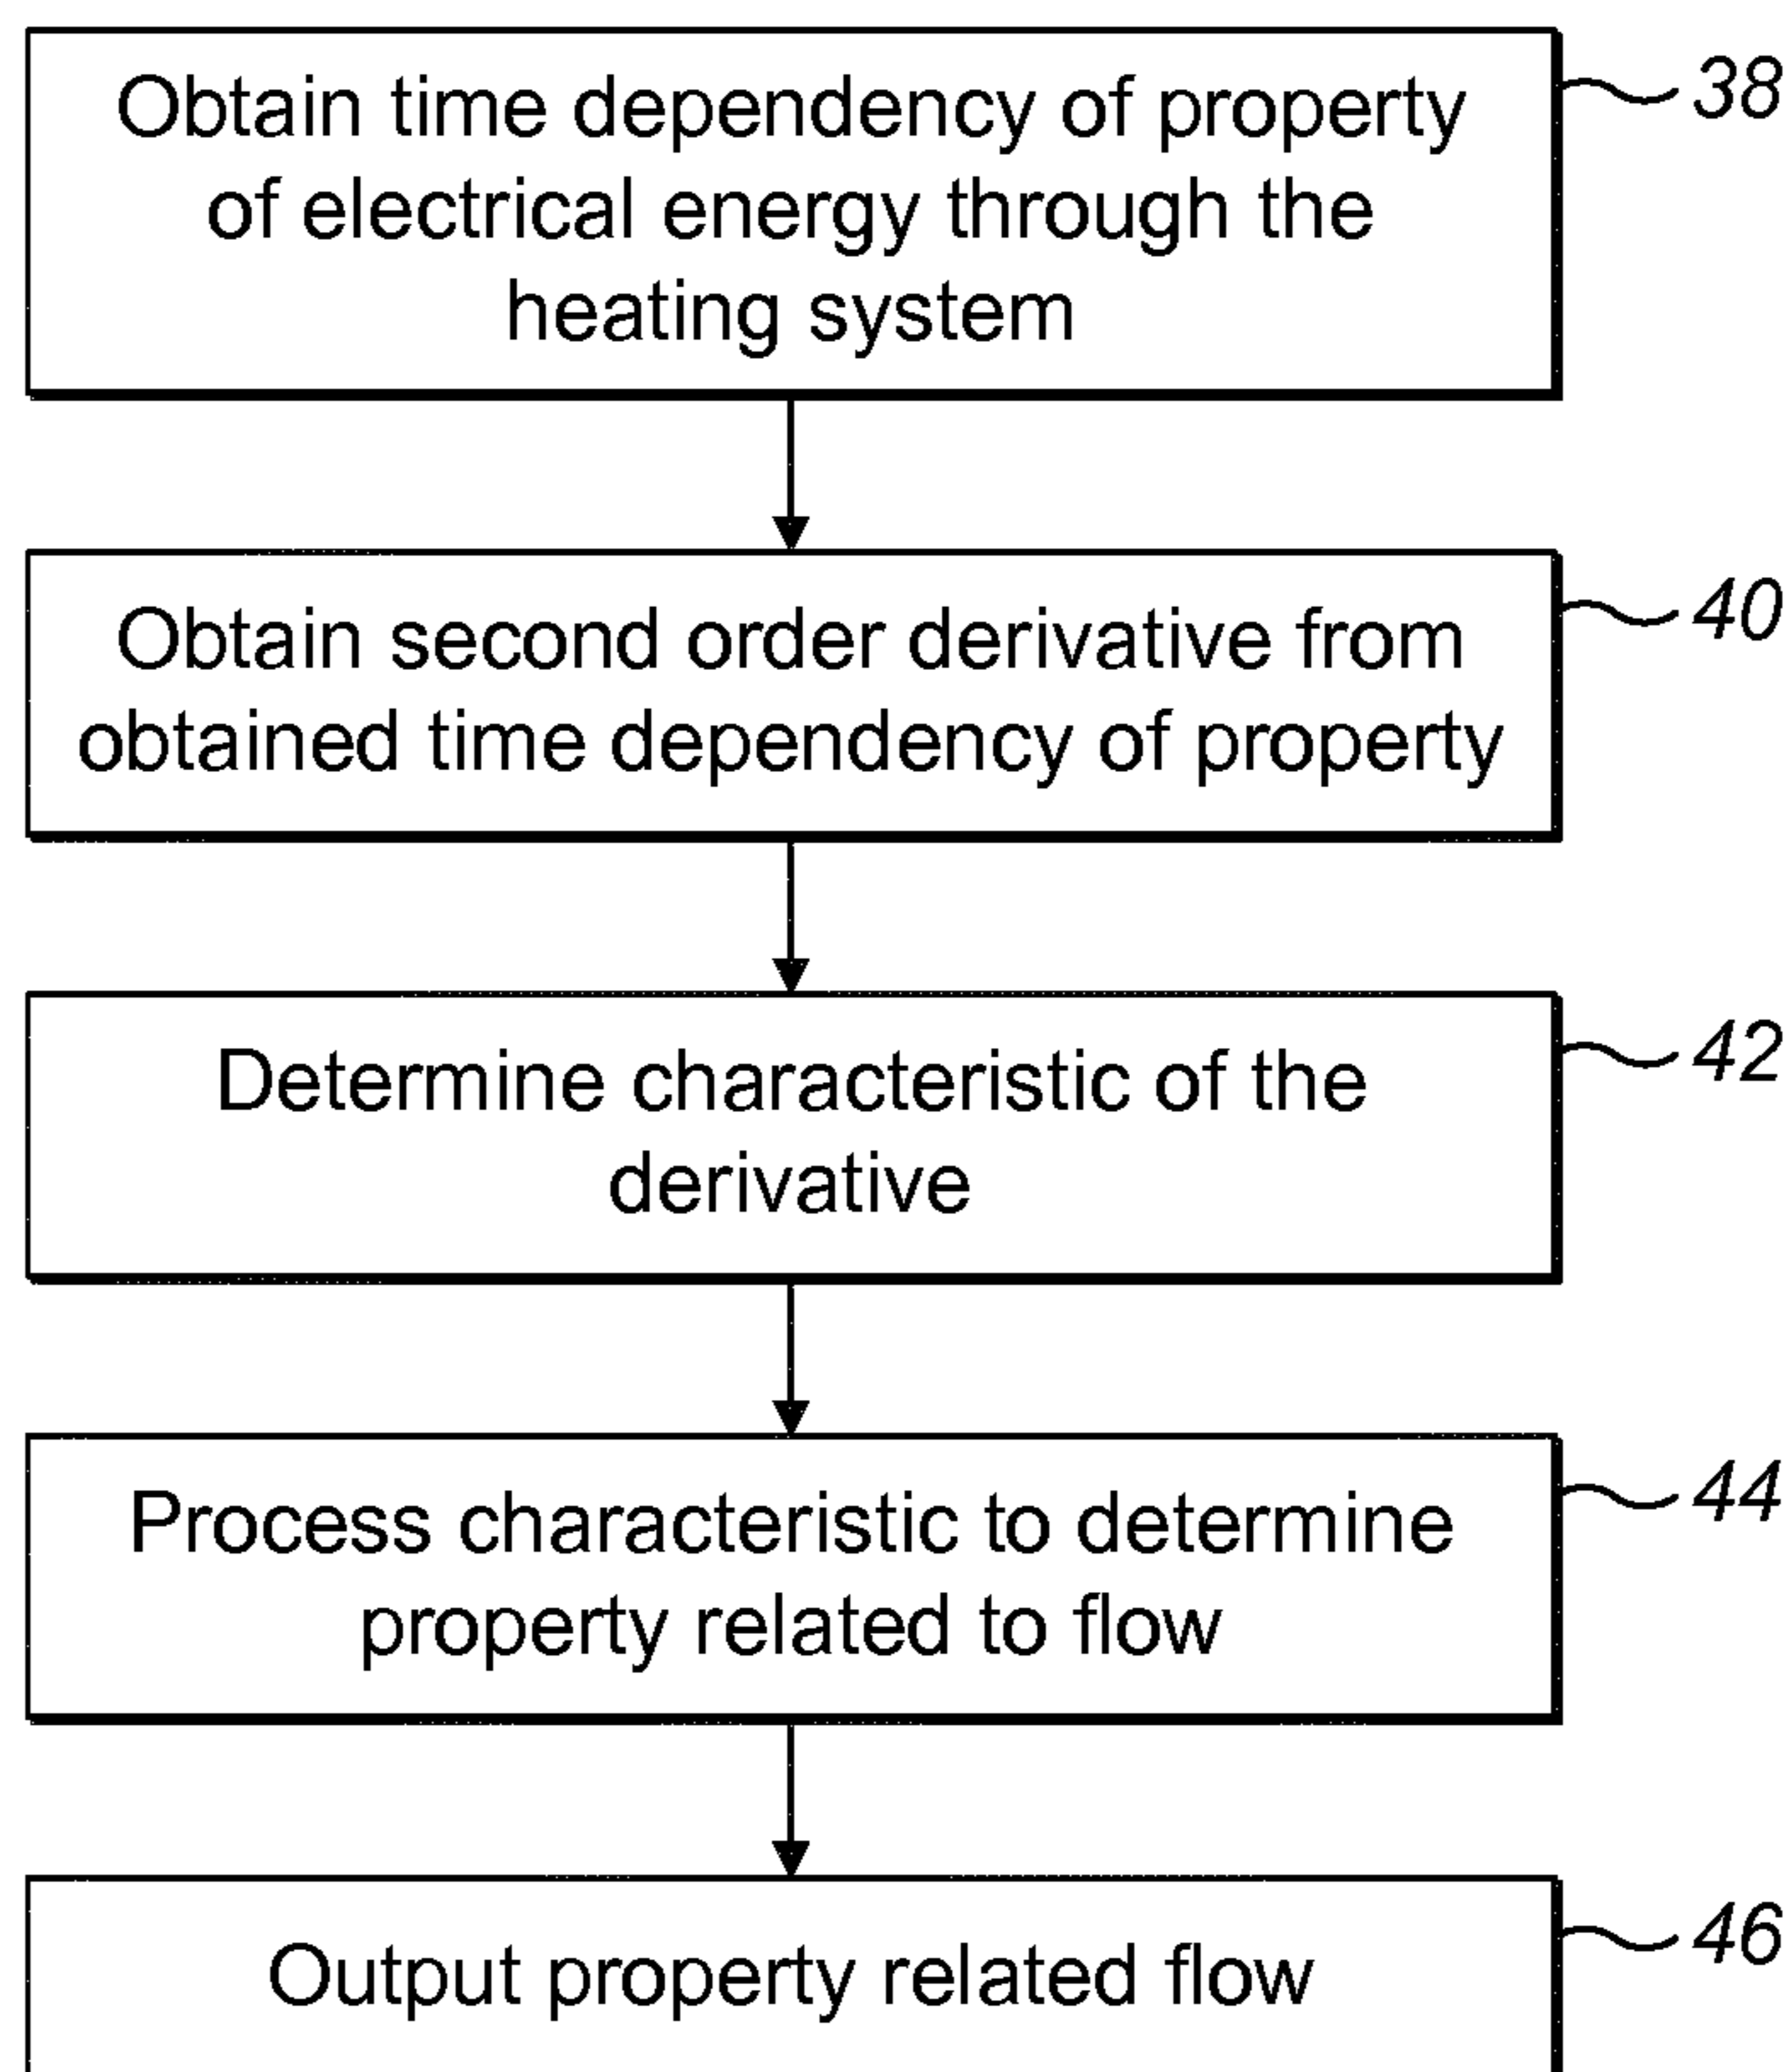 Obtain time dependency of property
of electrical energy through the
heating system
38
Obtain second order derivative from
obtained time dependency of property
40
Determine characteristic of the
derivative
42
Process characteristic to determine
property related to flow
44
Output property related flow
46